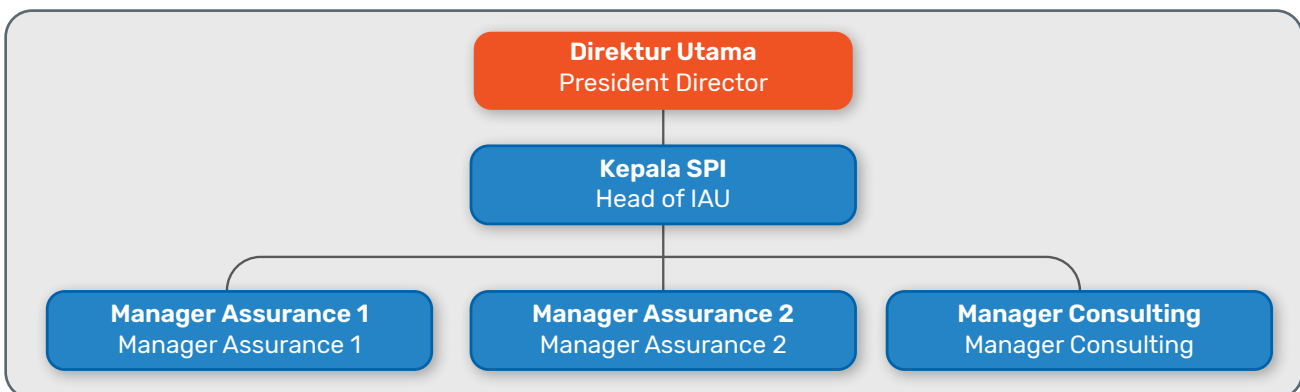 Direktur Utama
President Director
Kepala SPI
Head of IAU
Manager Assurance 1
Manager Assurance 1
Manager Assurance 2
Manager Assurance 2
Manager Consulting
Manager Consulting